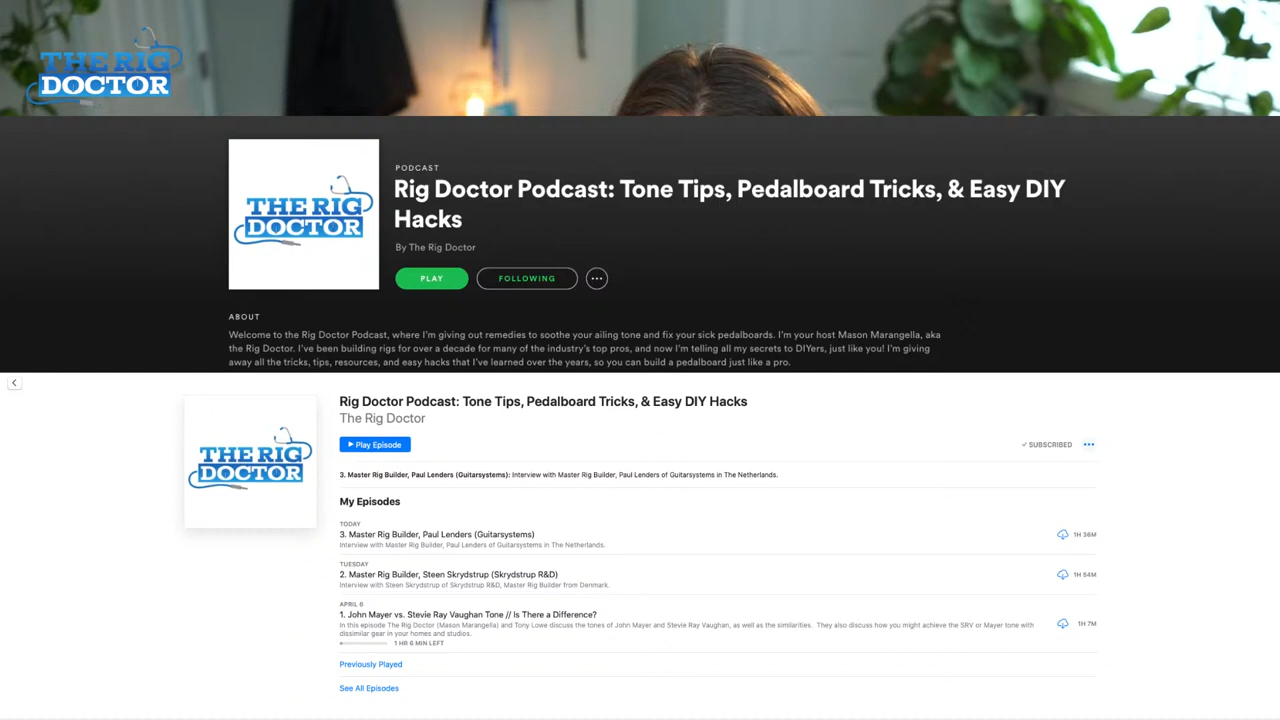 THE RIG
DOCTOR
PODCAST
Rig Doctor Podcast: Tone Tips, Pedalboard Tricks, & Easy DIY
Hacks
By The Rig Doctor
PLAY
FOLLOWING
THE RIG
DOCTOR
ABOUT
Welcome to the Rig Doctor Podcast, where I'm giving out remedies to soothe your ailing tone and fix your sick pedalboards. I'm your host Mason Marangella, aka
the Rig Doctor. I've been building rigs for over a decade for many of the industry's top pros, and now I'm telling all my secrets to DIYers, just like you! I'm giving
away all the tricks, tips, resources, and easy hacks that I've learned over the years, so you can build a pedalboard just like a pro.
THE RIG
DOCTOR
Rig Doctor Podcast: Tone Tips, Pedalboard Tricks, & Easy DIY Hacks
The Rig Doctor
Play Episode
✓ SUBSCRIBED
3. Master Rig Builder, Paul Lenders (Guitarsystems): Interview with Master Rig Builder, Paul Lenders of Guitarsystems in The Netherlands.
My Episodes
TODAY
3. Master Rig Builder, Paul Lenders (Guitarsystems)
1H 36M
Interview with Master Rig Builder, Paul Lenders of Guitarsystems in The Netherlands.
TUESDAY
2. Master Rig Builder, Steen Skrydstrup (Skrydstrup R&D)
1H 54M
Interview with Steen Skrydstrup of Skrydstrup R&D, Master Rig Builder from Denmark.
APRIL 6
1. John Mayer vs. Stevie Ray Vaughan Tone // Is There a Difference?
In this episode The Rig Doctor (Mason Marangella) and Tony Lowe discuss the tones of John Mayer and Stevie Ray Vaughan, as well as the similarities. They also discuss how you might achieve the SRV or Mayer tone with
1H 7M
dissimilar gear in your homes and studios.
1 HR 6 MIN LEFT
Previously Played
See All Episodes